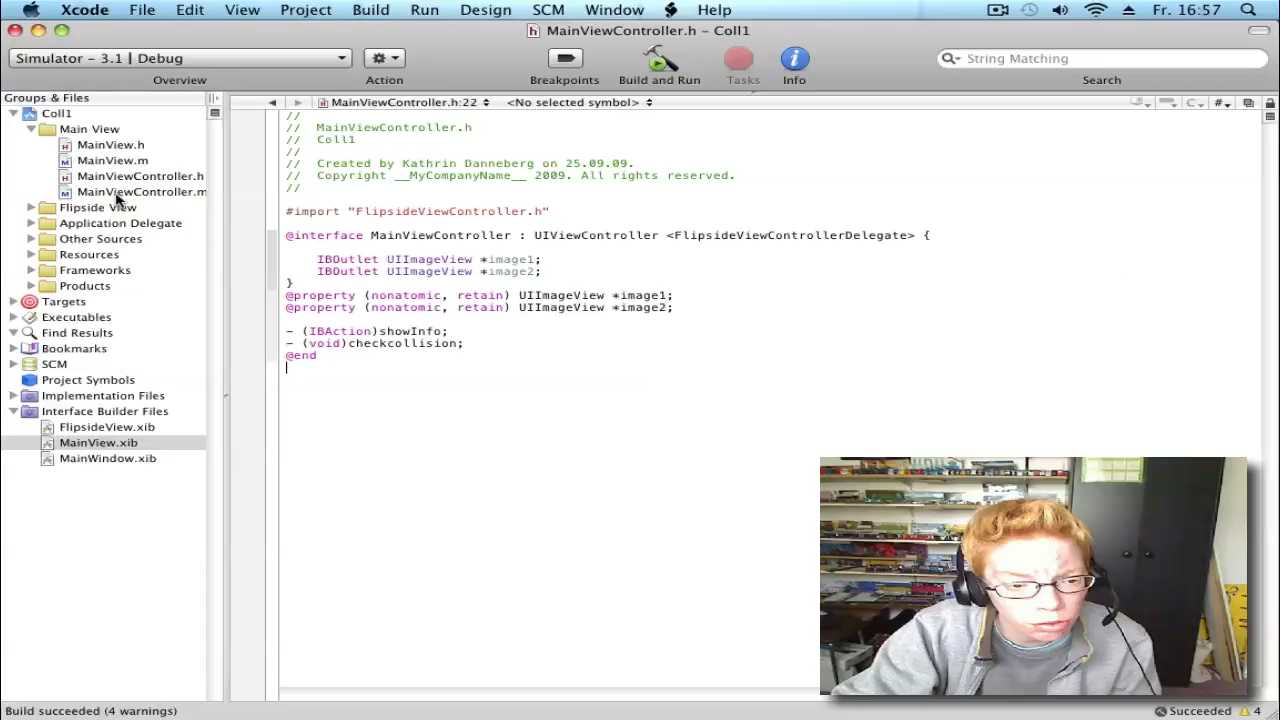 Xcode File Edit View Project Build Run Design SCM Window Help Fr. 16:57
MainViewController.h - Coll1
Simulator - 3.1 | Debug
String Matching
Overview Action Breakpoints Build and Run Tasks Info Search
Groups & Files
MainViewController.h:22 <No selected symbol> C #
Coll1
Main View
MainView.h
MainView.m
MainViewController.h
MainViewController.m
Flipside View
Application Delegate
Other Sources
Resources
Frameworks
Products
Targets
Executables
Find Results
Bookmarks
SCM
Project Symbols
Implementation Files
Interface Builder Files
FlipsideView.xib
MainView.xib
MainWindow.xib
//
// MainViewController.h
// Coll1
//
// Created by Kathrin Danneberg on 25.09.09.
// Copyright __MyCompanyName__ 2009. All rights reserved.
//
#import "FlipsideViewController.h"
@interface MainViewController : UIViewController <FlipsideViewControllerDelegate> {
IBOutlet UIImageView *image1;
IBOutlet UIImageView *image2;
}
@property (nonatomic, retain) UIImageView *image1;
@property (nonatomic, retain) UIImageView *image2;
- (IBAction)showInfo;
- (void)checkcollision;
@end
Build succeeded (4 warnings)
Succeeded 4